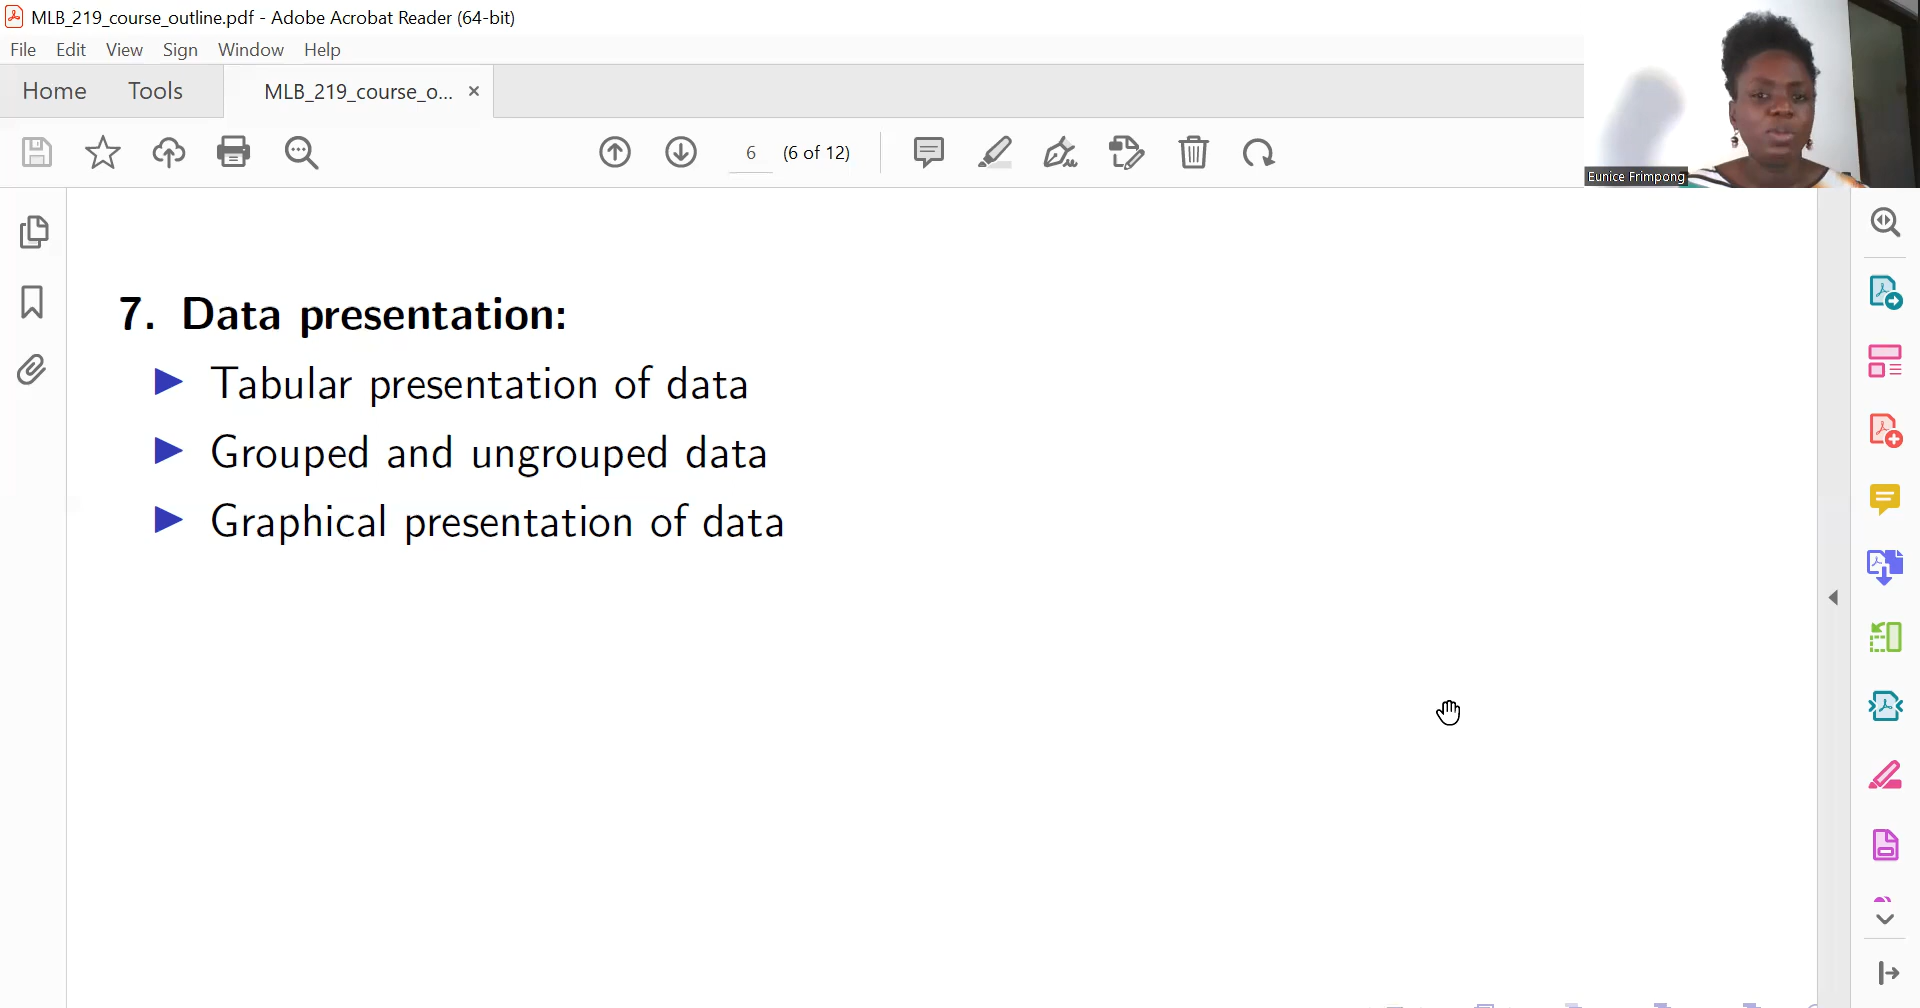 MLB_219_course_outline.pdf - Adobe Acrobat Reader (64-bit)
File Edit View Sign Window Help
Home Tools MLB_219_course_o... ×
6 (6 of 12)
Eunice Frimpong
7. Data presentation:
Tabular presentation of data
Grouped and ungrouped data
Graphical presentation of data